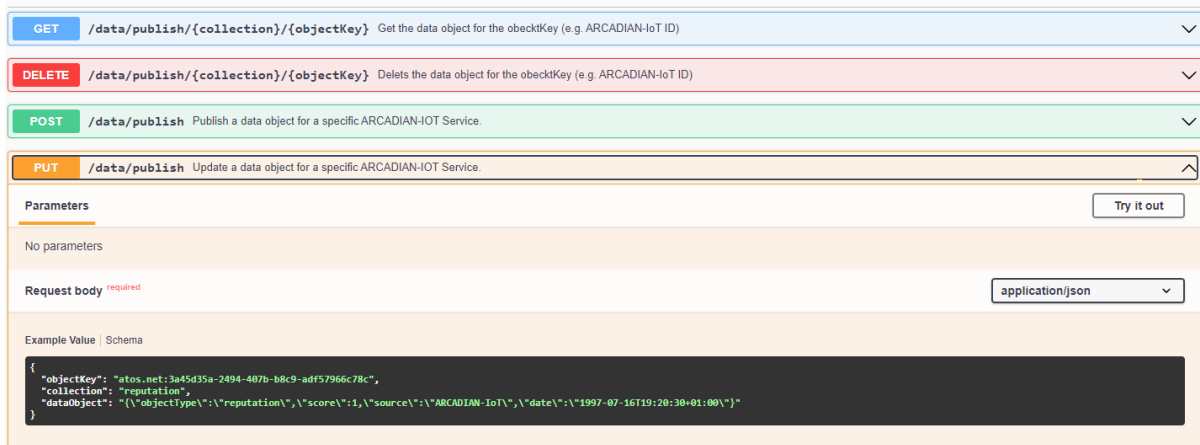 GET /data/publish/{collection}/{objectKey} Get the data object for the obecktKey (e.g. ARCADIAN-IoT ID)
DELETE /data/publish/{collection}/{objectKey} Deletes the data object for the obecktKey (e.g. ARCADIAN-IoT ID)
POST /data/publish Publish a data object for a specific ARCADIAN-IOT Service.
PUT /data/publish Update a data object for a specific ARCADIAN-IOT Service.
Parameters Try it out
No parameters
Request body required application/json
Example Value Schema
{
"objectKey": "atos.net:3a45d35a-2494-407b-b8c9-adf57966c78c",
"collection": "reputation",
"dataObject": "{\"objectType\":\"reputation\",\"score\":1,\"source\":\"ARCADIAN-IoT\",\"date\":\"1997-07-16T19:20:30+01:00\"}"
}